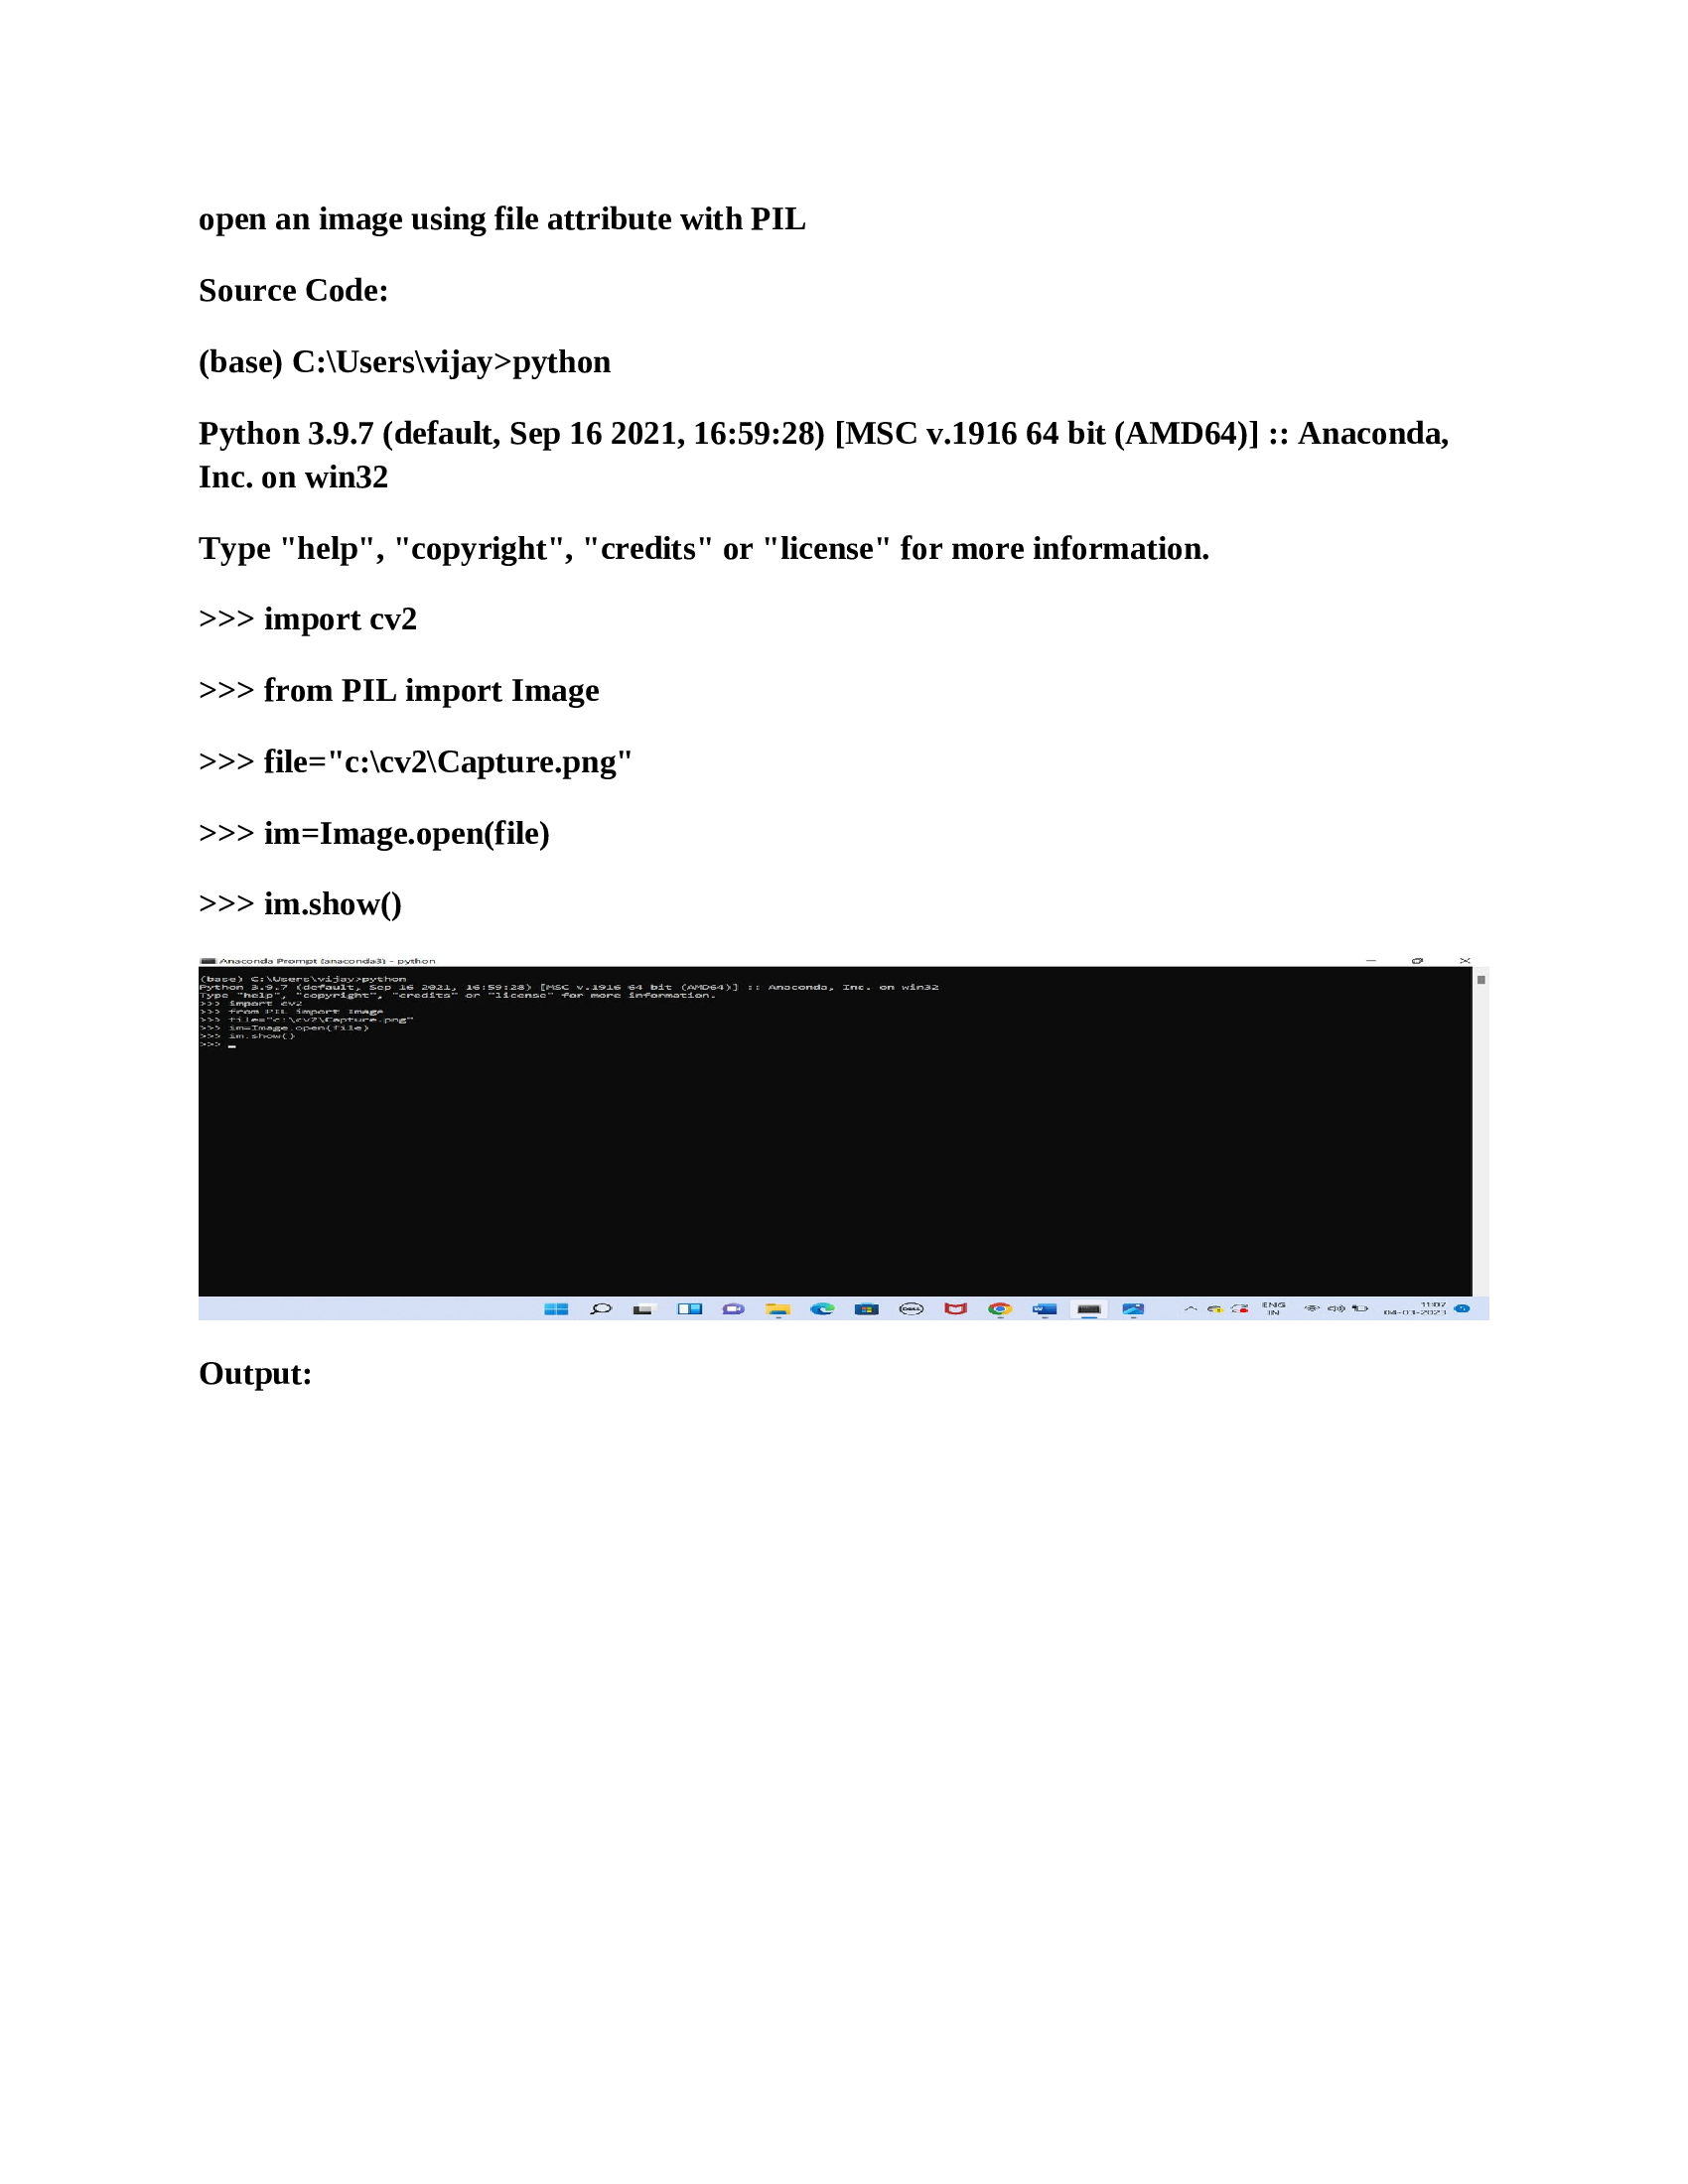 open an image using file attribute with PIL
Source Code:
(base) C:\Users\vijay>python
Python 3.9.7 (default, Sep 16 2021, 16:59:28) [MSC v.1916 64 bit (AMD64)] :: Anaconda,
Inc. on win32
Type "help", "copyright", "credits" or "license" for more information.
>>> import cv2
>>> from PIL import Image
>>> file="c:\cv2\Capture.png"
>>> im=Image.open(file)
>>> im.show()
Anaconda Prompt (anaconda3) - python
(base) C:\Users\vijay>python
Python 3.9.7 (default, Sep 16 2021, 16:59:28) [MSC v.1916 64 bit (AMD64)] :: Anaconda, Inc. on win32
Type "help", "copyright", "credits" or "license" for more information.
>>> import cv2
>>> from PIL import Image
>>> file="c:\cv2\Capture.png"
>>> im=Image.open(file)
>>> im.show()
>>>
ENG
IN
11:07
04-03-2023
Output: